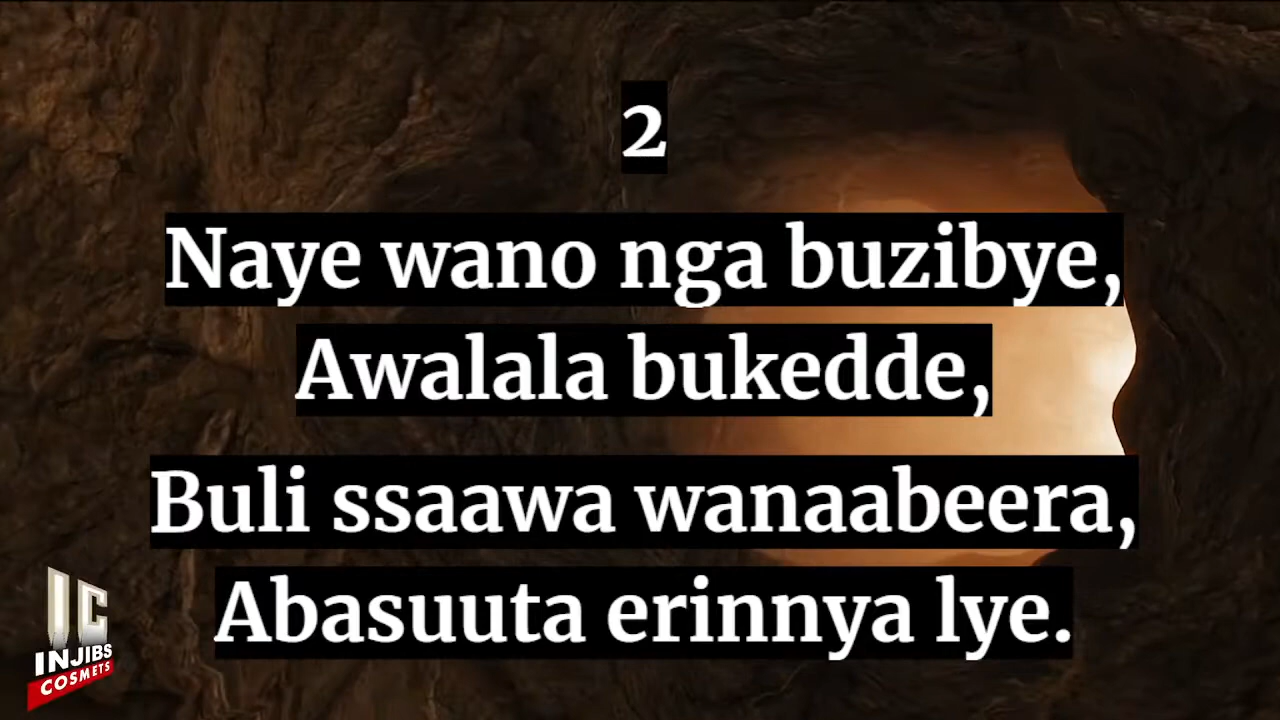 2
Naye wano nga buzibye,
Awalala bukedde,
Buli ssaawa wanaabeera,
Abasuuta erinnya lye.
IC
INJIBS
COSMETS